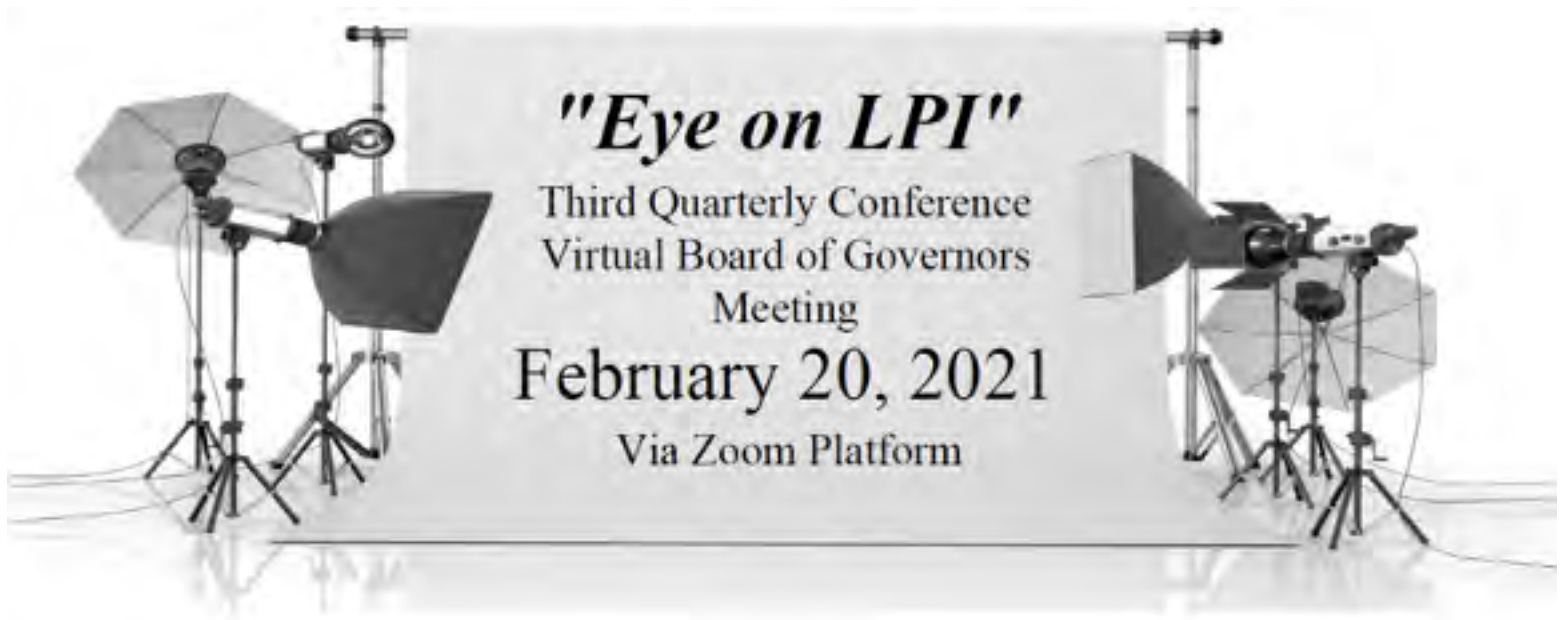 "Eye on LPI"
Third Quarterly Conference
Virtual Board of Governors
Meeting
February 20, 2021
Via Zoom Platform